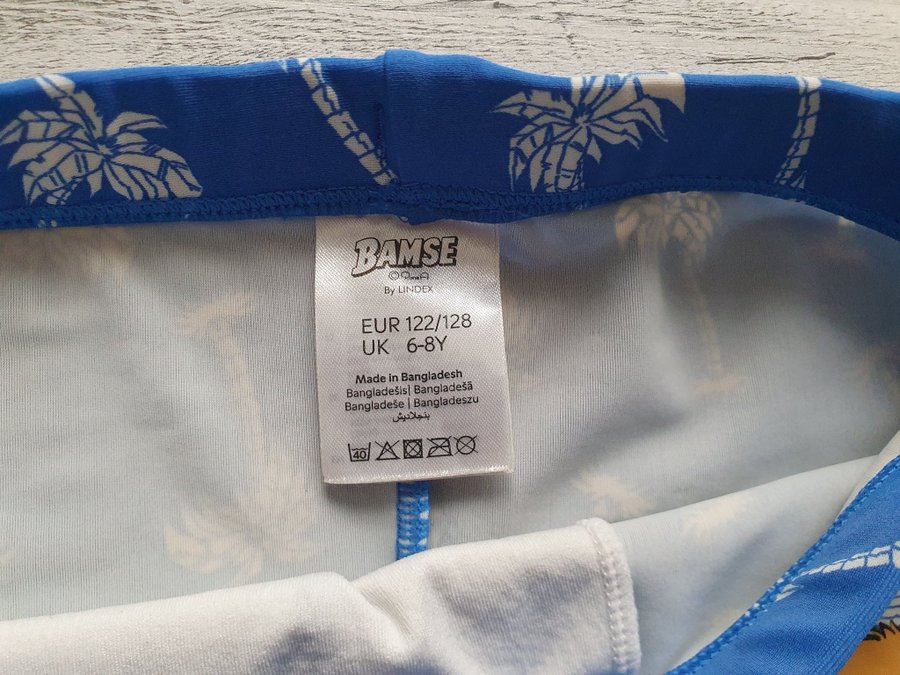 BAMSE
By LINDEX
EUR 122/128
UK 6-8Y
Made in Bangladesh
Bangladešis| Bangladešā
Bangladeše | Bangladeszu
بنجلاديش
40